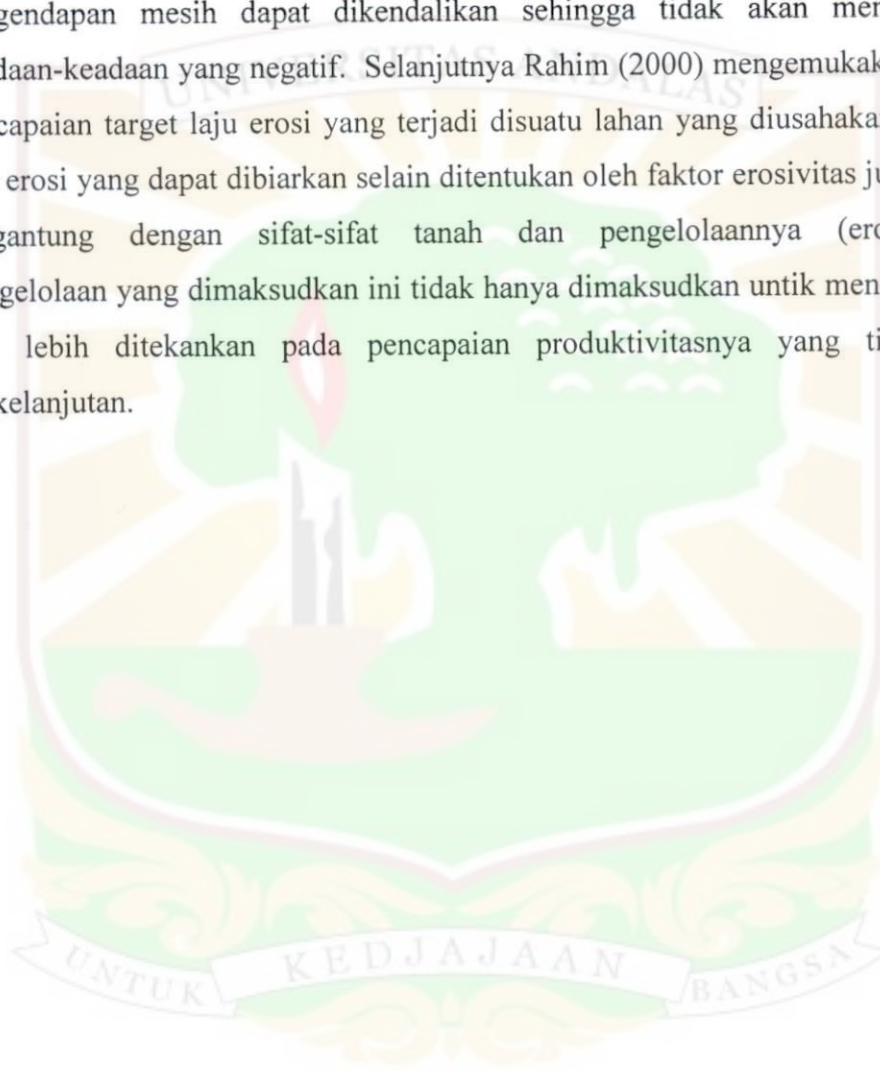 gendapan mesih dapat dikendalikan sehingga tidak akan men
daan-keadaan yang negatif. Selanjutnya Rahim (2000) mengemukak
capaian target laju erosi yang terjadi disuatu lahan yang diusahaka
erosi yang dapat dibiarkan selain ditentukan oleh faktor erosivitas ju
gantung dengan sifat-sifat tanah dan pengelolaannya (ero
gelolaan yang dimaksudkan ini tidak hanya dimaksudkan untik men
lebih ditekankan pada pencapaian produktivitasnya yang ti
kelanjutan.
UNIVERSITAS ANDALAS
UNTUK KEDJAJAAN BANGSA